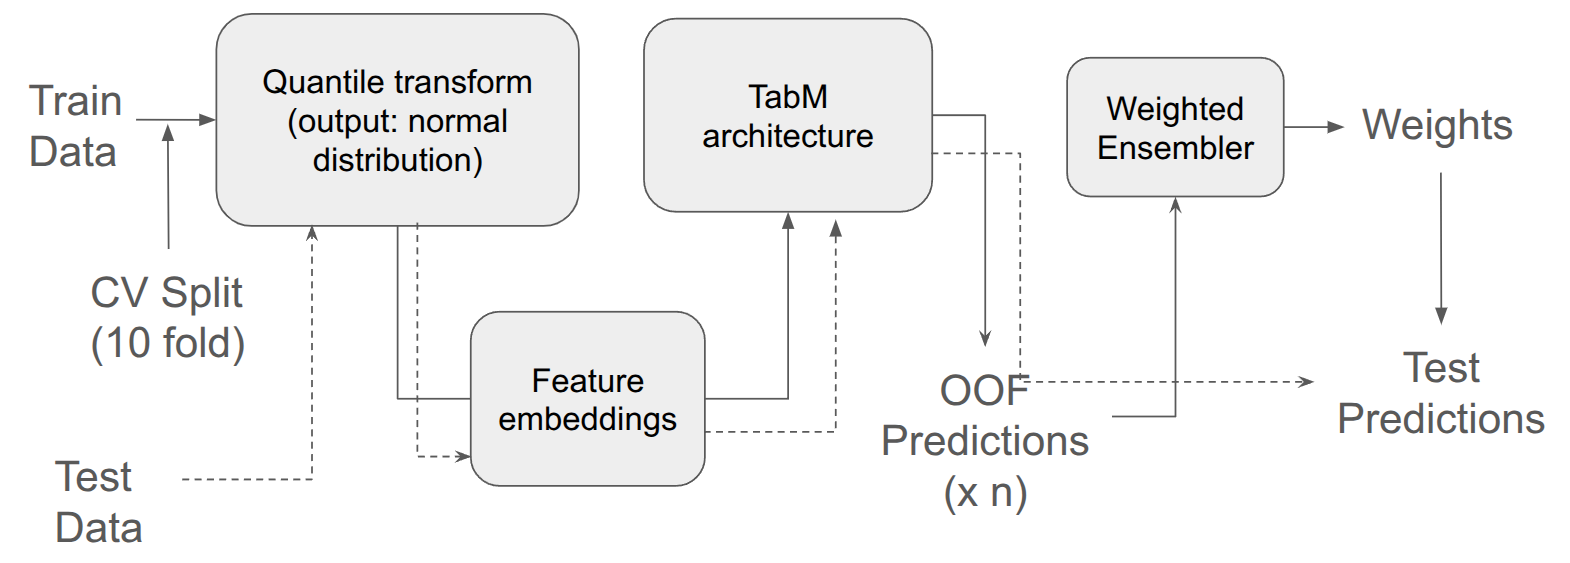 Train
Data
CV Split
(10 fold)
Test
Data
Quantile transform
(output: normal
distribution)
Feature
embeddings
TabM
architecture
OOF
Predictions
(x n)
Weighted
Ensembler
Weights
Test
Predictions